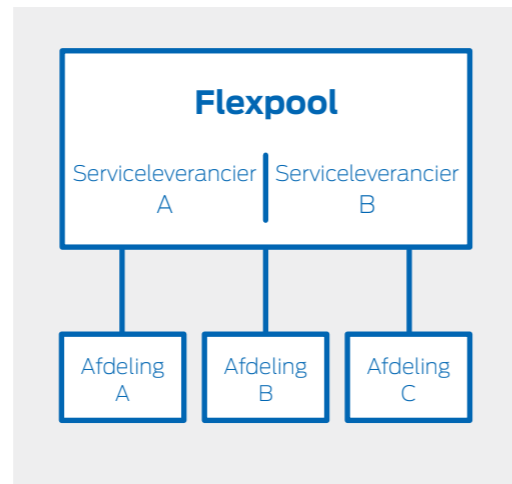 Flexpool
Serviceleverancier Serviceleverancier
A B
Afdeling Afdeling Afdeling
A B C